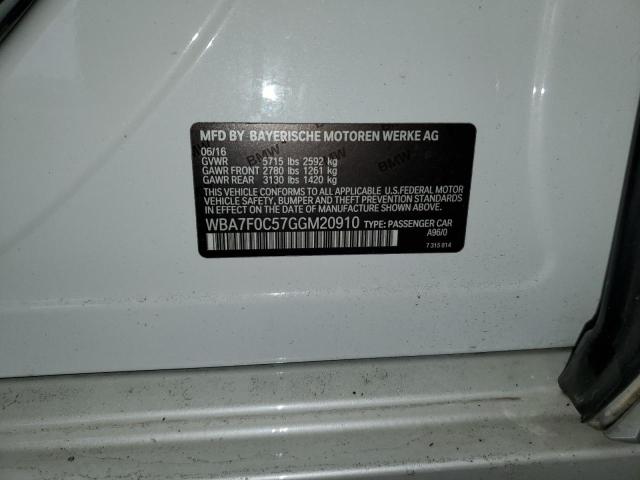 MFD BY BAYERISCHE MOTOREN WERKE AG
06/16
GVWR 5715 lbs 2592 kg
GAWR FRONT 2780 lbs 1261 kg
GAWR REAR 3130 lbs 1420 kg
THIS VEHICLE CONFORMS TO ALL APPLICABLE U.S.FEDERAL MOTOR
VEHICLE SAFETY, BUMPER AND THEFT PREVENTION STANDARDS IN
EFFECT ON THE DATE OF MANUFACTURE SHOWN ABOVE.
WBA7F0C57GGM20910 TYPE: PASSENGER CAR
A96/0
7 315 814
BMW
BMW